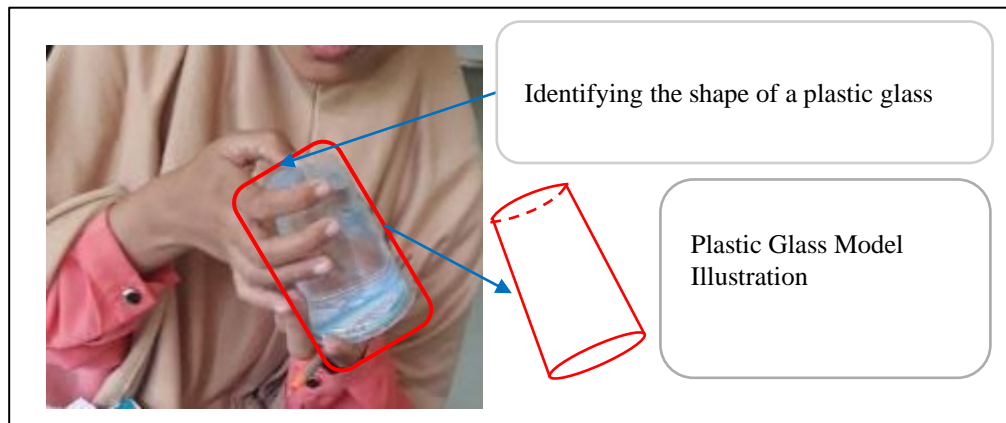 Identifying the shape of a plastic glass
Plastic Glass Model
Illustration